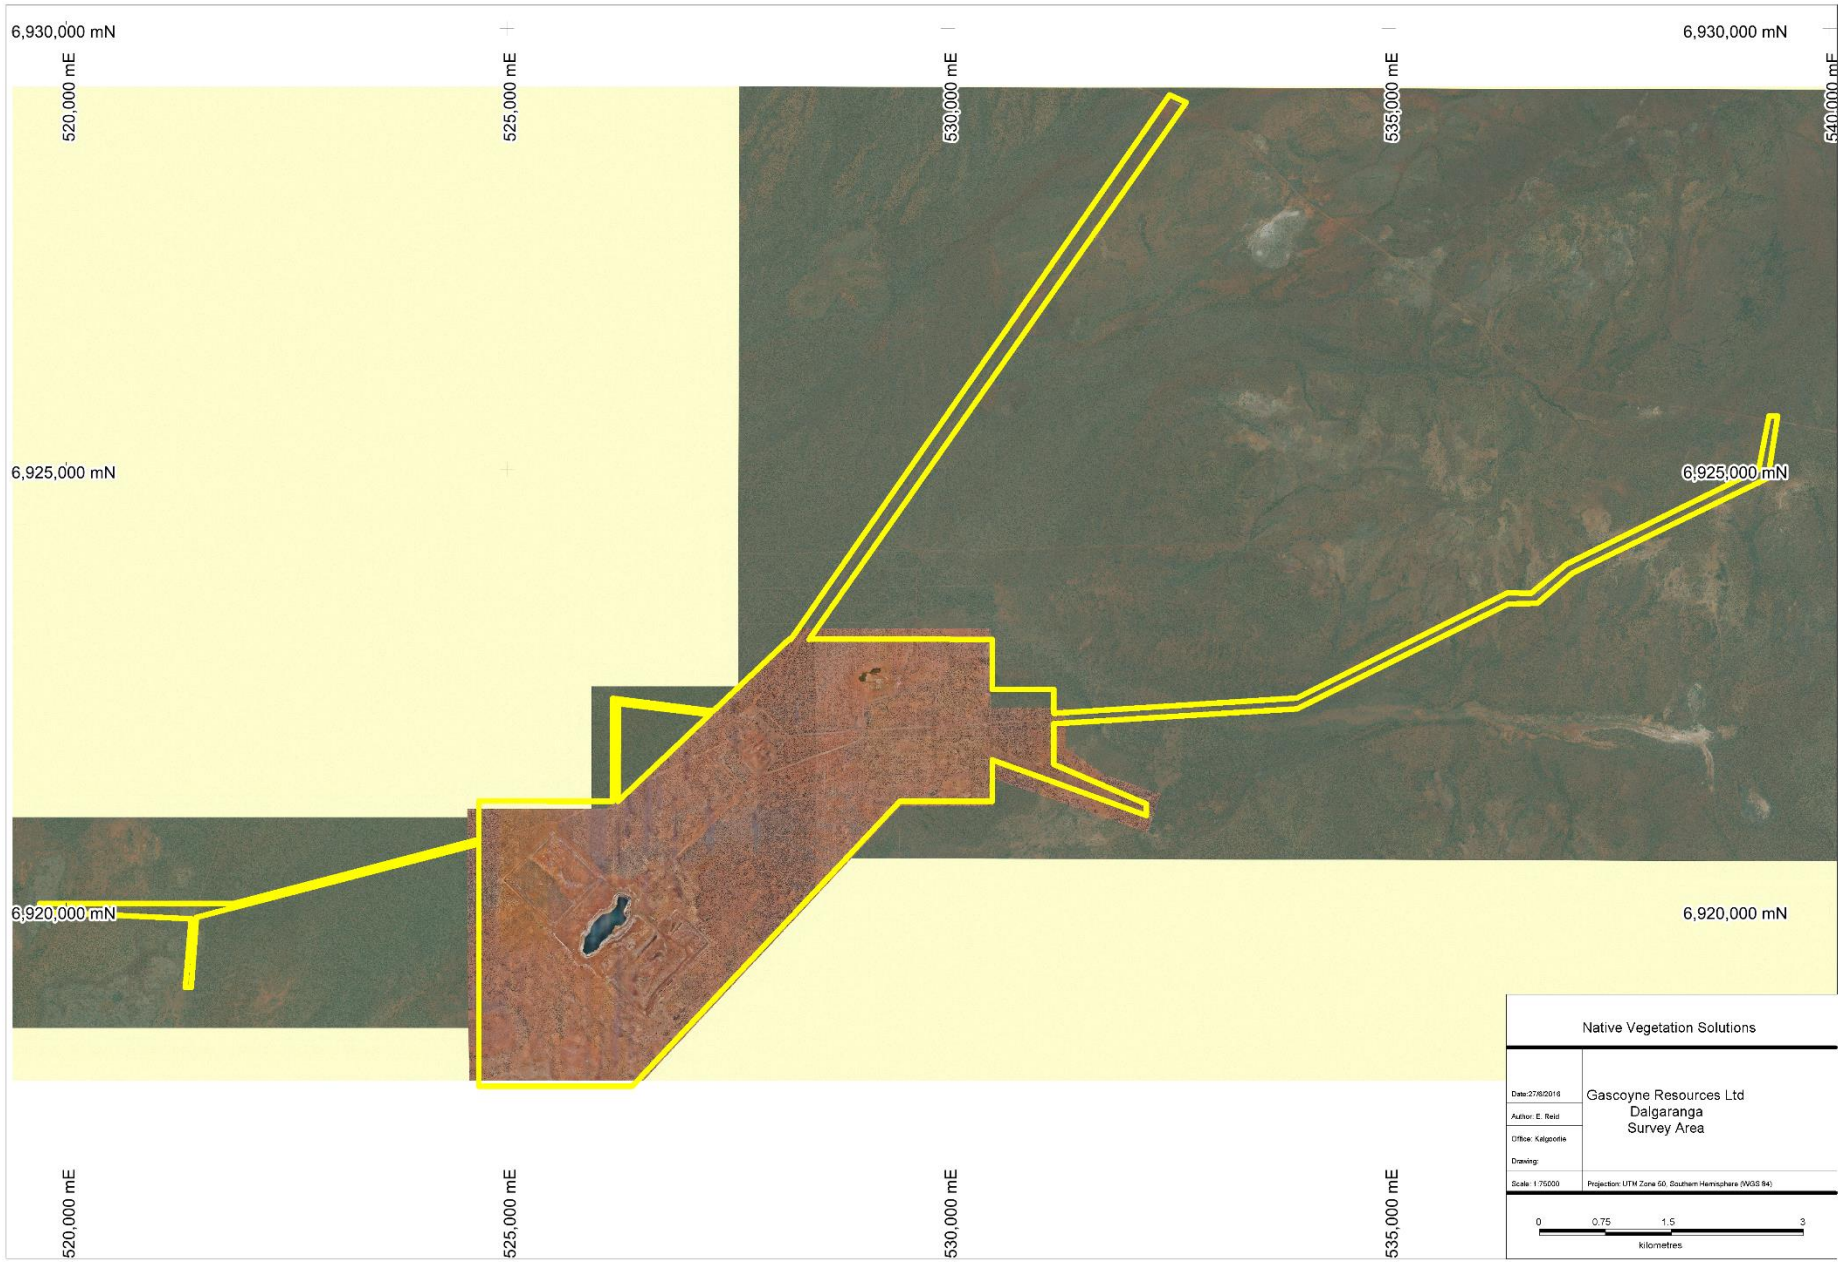 6,930,000 mN
6,930,000 mN
520,000 mE
525,000 mE
530,000 mE
535,000 mE
540,000 mE
6,925,000 mN
6,925,000 mN
6,920,000 mN
6,920,000 mN
Native Vegetation Solutions
Date:27/6/2016
Author: E. Reid
Office: Kalgoorlie
Drawing:
Scale: 1:75000
Gascoyne Resources Ltd
Dalgaranga
Survey Area
Projection: UTM Zone 50, Southern Hemisphere (WGS 84)
0 0.75 1.5 3
kilometres
520,000 mE
525,000 mE
530,000 mE
535,000 mE